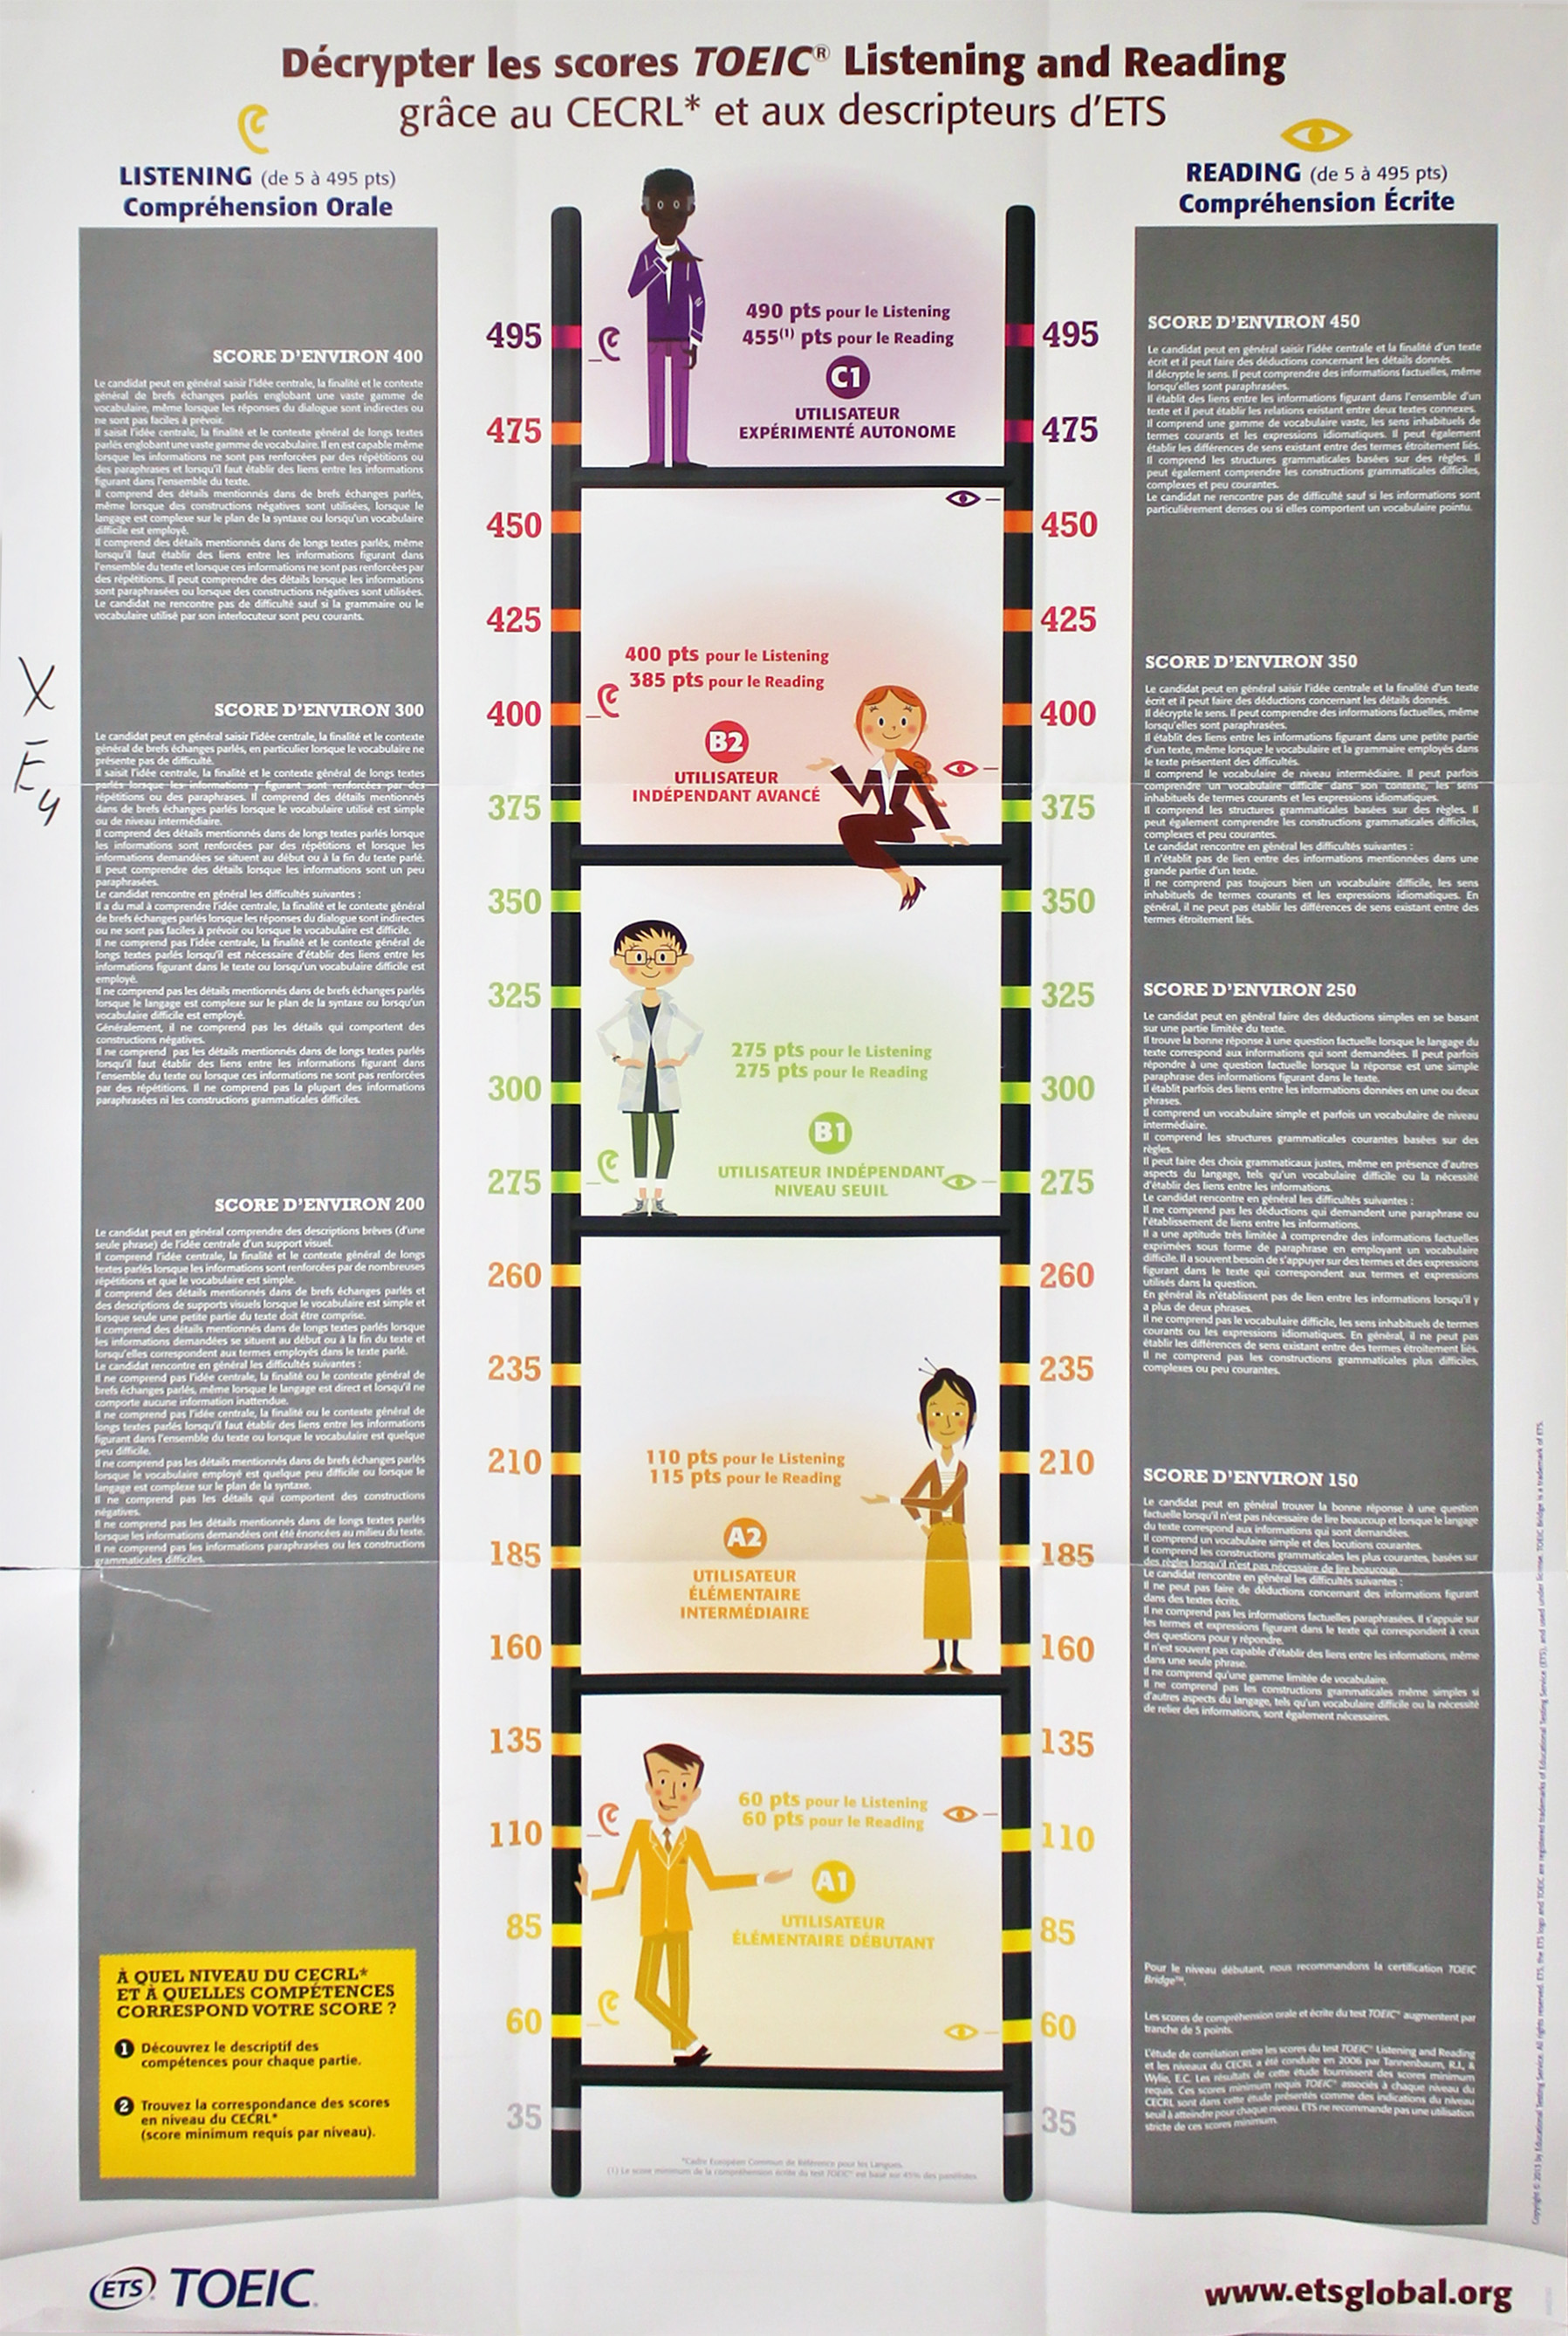 Décrypter les scores TOEIC® Listening and Reading
grâce au CECRL* et aux descripteurs d'ETS
LISTENING (de 5 à 495 pts)
Compréhension Orale
SCORE D'ENVIRON 400
Le candidat peut en général saisir l'idée centrale, la finalité et le contexte
général de brefs échanges parlés englobant une vaste gamme de
vocabulaire, même lorsque les réponses du dialogue sont indirectes ou
ne sont pas faciles à prévoir.
Il saisit l'idée centrale, la finalité et le contexte général de longs textes
parlés englobant une vaste gamme de vocabulaire. Il en est capable même
lorsque les informations ne sont pas renforcées par des répétitions ou
des paraphrases et lorsqu'il faut établir des liens entre les informations
figurant dans l'ensemble du texte.
Il comprend des détails mentionnés dans de brefs échanges parlés,
même lorsque des constructions négatives sont utilisées, lorsque le
langage est complexe sur le plan de la syntaxe ou lorsqu'un vocabulaire
difficile est employé.
Il comprend des détails mentionnés dans de longs textes parlés, même
lorsqu'il faut établir des liens entre les informations figurant dans
l'ensemble du texte et lorsque ces informations ne sont pas renforcées par
des répétitions. Il peut comprendre des détails lorsque les informations
sont paraphrasées ou lorsque des constructions négatives sont utilisées.
Le candidat ne rencontre pas de difficulté sauf si la grammaire ou le
vocabulaire utilisé par son interlocuteur sont peu courants.
SCORE D'ENVIRON 300
Le candidat peut en général saisir l'idée centrale, la finalité et le contexte
général de brefs échanges parlés, en particulier lorsque le vocabulaire ne
présente pas de difficulté.
Il saisit l'idée centrale, la finalité et le contexte général de longs textes
parlés lorsque les informations y figurant sont renforcées par des
répétitions ou des paraphrases. Il comprend des détails mentionnés
dans de brefs échanges parlés lorsque le vocabulaire utilisé est simple
ou de niveau intermédiaire.
Il comprend des détails mentionnés dans de longs textes parlés lorsque
les informations sont renforcées par des répétitions et lorsque les
informations demandées se situent au début ou à la fin du texte parlé.
Il peut comprendre des détails lorsque les informations sont un peu
paraphrasées.
Le candidat rencontre en général les difficultés suivantes :
Il a du mal à comprendre l'idée centrale, la finalité et le contexte général
de brefs échanges parlés lorsque les réponses du dialogue sont indirectes
ou ne sont pas faciles à prévoir ou lorsque le vocabulaire est difficile.
Il ne comprend pas l'idée centrale, la finalité et le contexte général de
longs textes parlés lorsqu'il est nécessaire d'établir des liens entre les
informations figurant dans le texte ou lorsqu'un vocabulaire difficile est
employé.
Il ne comprend pas les détails mentionnés dans de brefs échanges parlés
lorsque le langage est complexe sur le plan de la syntaxe ou lorsqu'un
vocabulaire difficile est employé.
Généralement, il ne comprend pas les détails qui comportent des
constructions négatives.
Il ne comprend pas les détails mentionnés dans de longs textes parlés
lorsqu'il faut établir des liens entre les informations figurant dans
l'ensemble du texte ou lorsque ces informations ne sont pas renforcées
par des répétitions. Il ne comprend pas la plupart des informations
paraphrasées ni les constructions grammaticales difficiles.
SCORE D'ENVIRON 200
Le candidat peut en général comprendre des descriptions brèves (d'une
seule phrase) de l'idée centrale d'un support visuel.
Il comprend l'idée centrale, la finalité et le contexte général de longs
textes parlés lorsque les informations sont renforcées par de nombreuses
répétitions et que le vocabulaire est simple.
Il comprend des détails mentionnés dans de brefs échanges parlés et
des descriptions de supports visuels lorsque le vocabulaire est simple et
lorsque seule une petite partie du texte doit être comprise.
Il comprend des détails mentionnés dans de longs textes parlés lorsque
les informations demandées se situent au début ou à la fin du texte et
lorsqu'elles correspondent aux termes employés dans le texte parlé.
Le candidat rencontre en général les difficultés suivantes :
Il ne comprend pas l'idée centrale, la finalité ou le contexte général de
brefs échanges parlés, même lorsque le langage est direct et lorsqu'il ne
comporte aucune information inattendue.
Il ne comprend pas l'idée centrale, la finalité ou le contexte général de
longs textes parlés lorsqu'il faut établir des liens entre les informations
figurant dans l'ensemble du texte ou lorsque le vocabulaire est quelque
peu difficile.
Il ne comprend pas les détails mentionnés dans de brefs échanges parlés
lorsque le vocabulaire employé est quelque peu difficile ou lorsque le
langage est complexe sur le plan de la syntaxe.
Il ne comprend pas les détails qui comportent des constructions
négatives.
Il ne comprend pas les détails mentionnés dans de longs textes parlés
lorsque les informations demandées ont été énoncées au milieu du texte.
Il ne comprend pas les informations paraphrasées ou les constructions
grammaticales difficiles.
À QUEL NIVEAU DU CECRL*
ET À QUELLES COMPÉTENCES
CORRESPOND VOTRE SCORE ?
1 Découvrez le descriptif des
compétences pour chaque partie.
2 Trouvez la correspondance des scores
en niveau du CECRL*
(score minimum requis par niveau).
X
E4
495
475
450
425
400
375
350
325
300
275
260
235
210
185
160
135
110
85
60
35
490 pts pour le Listening
455(1) pts pour le Reading
C1
UTILISATEUR
EXPÉRIMENTÉ AUTONOME
400 pts pour le Listening
385 pts pour le Reading
B2
UTILISATEUR
INDÉPENDANT AVANCÉ
275 pts pour le Listening
275 pts pour le Reading
B1
UTILISATEUR INDÉPENDANT
NIVEAU SEUIL
110 pts pour le Listening
115 pts pour le Reading
A2
UTILISATEUR
ÉLÉMENTAIRE
INTERMÉDIAIRE
60 pts pour le Listening
60 pts pour le Reading
A1
UTILISATEUR
ÉLÉMENTAIRE DÉBUTANT
*Cadre Européen Commun de Référence pour les Langues.
(1) Le score minimum de la compréhension écrite du test TOEIC® est basé sur 41% des panélistes
495
475
450
425
400
375
350
325
300
275
260
235
210
185
160
135
110
85
60
35
READING (de 5 à 495 pts)
Compréhension Écrite
SCORE D'ENVIRON 450
Le candidat peut en général saisir l'idée centrale et la finalité d'un texte
écrit et il peut faire des déductions concernant les détails donnés.
Il décrypte le sens. Il peut comprendre des informations factuelles, même
lorsqu'elles sont paraphrasées.
Il établit des liens entre les informations figurant dans l'ensemble d'un
texte et il peut établir les relations existant entre deux textes connexes.
Il comprend une gamme de vocabulaire vaste, les sens inhabituels de
termes courants et les expressions idiomatiques. Il peut également
établir les différences de sens existant entre des termes étroitement liés.
Il comprend les structures grammaticales basées sur des règles. Il
peut également comprendre les constructions grammaticales difficiles,
complexes et peu courantes.
Le candidat ne rencontre pas de difficulté sauf si les informations sont
particulièrement denses ou si elles comportent un vocabulaire pointu.
SCORE D'ENVIRON 350
Le candidat peut en général saisir l'idée centrale et la finalité d'un texte
écrit et il peut faire des déductions concernant les détails donnés.
Il décrypte le sens. Il peut comprendre des informations factuelles, même
lorsqu'elles sont paraphrasées.
Il établit des liens entre les informations figurant dans une petite partie
d'un texte, même lorsque le vocabulaire et la grammaire employés dans
le texte présentent des difficultés.
Il comprend le vocabulaire de niveau intermédiaire. Il peut parfois
comprendre un vocabulaire difficile dans son contexte, les sens
inhabituels de termes courants et les expressions idiomatiques.
Il comprend les structures grammaticales basées sur des règles. Il
peut également comprendre les constructions grammaticales difficiles,
complexes et peu courantes.
Le candidat rencontre en général les difficultés suivantes :
Il n'établit pas de lien entre des informations mentionnées dans une
grande partie d'un texte.
Il ne comprend pas toujours bien un vocabulaire difficile, les sens
inhabituels de termes courants et les expressions idiomatiques. En
général, il ne peut pas établir les différences de sens existant entre des
termes étroitement liés.
SCORE D'ENVIRON 250
Le candidat peut en général faire des déductions simples en se basant
sur une partie limitée du texte.
Il trouve la bonne réponse à une question factuelle lorsque le langage du
texte correspond aux informations qui sont demandées. Il peut parfois
répondre à une question factuelle lorsque la réponse est une simple
paraphrase des informations figurant dans le texte.
Il établit parfois des liens entre les informations données en une ou deux
phrases.
Il comprend un vocabulaire simple et parfois un vocabulaire de niveau
intermédiaire.
Il comprend les structures grammaticales courantes basées sur des
règles.
Il peut faire des choix grammaticaux justes, même en présence d'autres
aspects du langage, tels qu'un vocabulaire difficile ou la nécessité
d'établir des liens entre les informations.
Le candidat rencontre en général les difficultés suivantes :
Il ne comprend pas les déductions qui demandent une paraphrase ou
l'établissement de liens entre les informations.
Il a une aptitude très limitée à comprendre des informations factuelles
exprimées sous forme de paraphrase en employant un vocabulaire
difficile. Il a souvent besoin de s'appuyer sur des termes et des expressions
figurant dans le texte qui correspondent aux termes et expressions
utilisés dans la question.
En général ils n'établissent pas de lien entre les informations lorsqu'il y
a plus de deux phrases.
Il ne comprend pas le vocabulaire difficile, les sens inhabituels de termes
courants ou les expressions idiomatiques. En général, il ne peut pas
établir les différences de sens existant entre des termes étroitement liés.
Il ne comprend pas les constructions grammaticales plus difficiles,
complexes ou peu courantes.
SCORE D'ENVIRON 150
Le candidat peut en général trouver la bonne réponse à une question
factuelle lorsqu'il n'est pas nécessaire de lire beaucoup et lorsque le langage
du texte correspond aux informations qui sont demandées.
Il comprend un vocabulaire simple et des locutions courantes.
Il comprend les constructions grammaticales les plus courantes, basées sur
des règles lorsqu'il n'est pas nécessaire de lire beaucoup.
Le candidat rencontre en général les difficultés suivantes :
Il ne peut pas faire de déductions concernant des informations figurant
dans des textes écrits.
Il ne comprend pas les informations factuelles paraphrasées. Il s'appuie sur
les termes et expressions figurant dans le texte qui correspondent à ceux
des questions pour y répondre.
Il n'est souvent pas capable d'établir des liens entre les informations, même
dans une seule phrase.
Il ne comprend qu'une gamme limitée de vocabulaire.
Il ne comprend pas les constructions grammaticales même simples si
d'autres aspects du langage, tels qu'un vocabulaire difficile ou la nécessité
de relier des informations, sont également nécessaires.
Pour le niveau débutant, nous recommandons la certification TOEIC
Bridge™.
Les scores de compréhension orale et écrite du test TOEIC® augmentent par
tranche de 5 points.
L'étude de corrélation entre les scores du test TOEIC® Listening and Reading
et les niveaux du CECRL a été conduite en 2006 par Tannenbaum, R.J., &
Wylie, E.C. Les résultats de cette étude fournissent des scores minimum
requis. Ces scores minimum requis TOEIC® associés à chaque niveau du
CECRL sont dans cette étude présentés comme des indications du niveau
seuil à atteindre pour chaque niveau. ETS ne recommande pas une utilisation
stricte de ces scores minimum.
Copyright © 2013 by Educational Testing Service. All rights reserved. ETS, the ETS logo and TOEIC are registered trademarks of Educational Testing Service (ETS), and used under license. TOEIC Bridge is a trademark of ETS.
ETS TOEIC
www.etsglobal.org